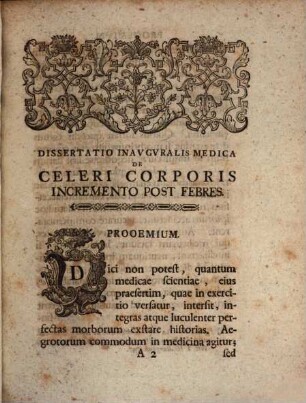 DISSERTATIO INAVGVRALIS MEDICA
DE
CELERI CORPORIS
INCREMENTO POST FEBRES.
PROOEMIUM.
Dici non potest, quantum
medicae scientiae, eius
praesertim, quae in exerci-
tio versatur, intersit, in-
tegras atque luculenter per-
fectas morborum exstare historias. Ae-
grotorum commodum in medicina agitur;
A 2 sed